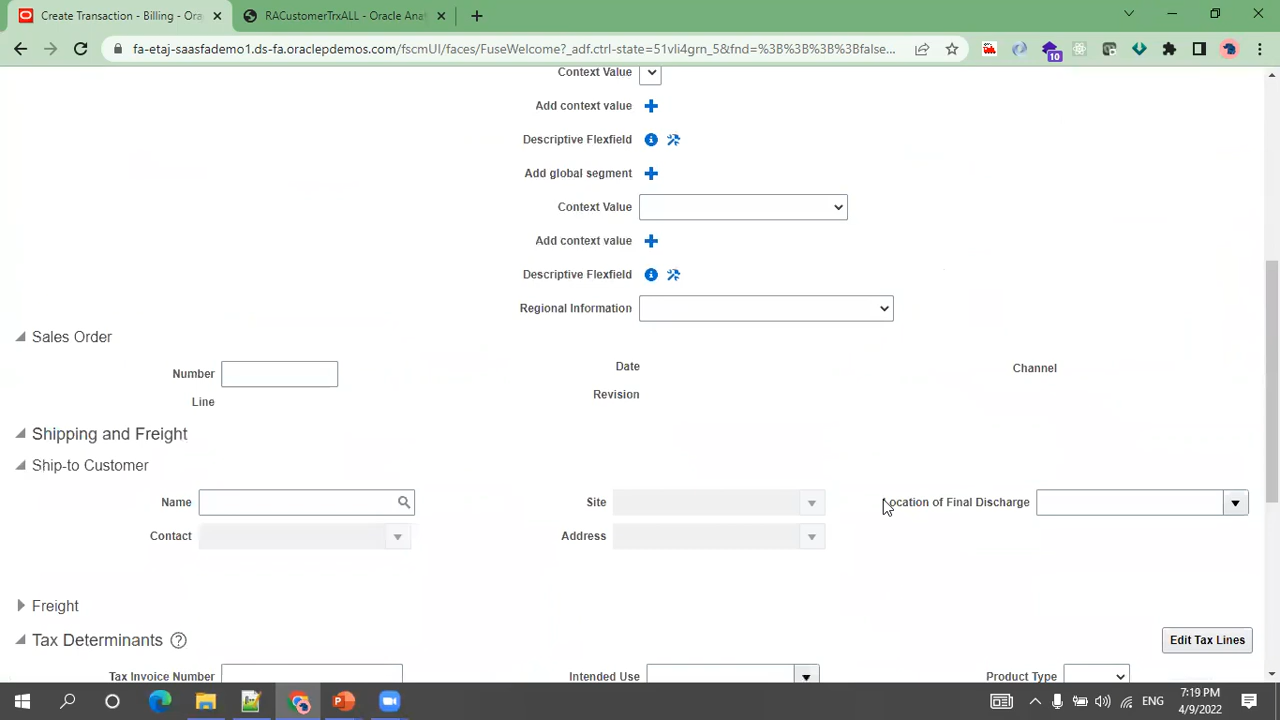 Create Transaction - Billing - Or
RACustomerTrxALL - Oracle Ana
fa-etaj-saasfademo1.ds-fa.oraclepdemos.com/fscmUI/faces/FuseWelcome?_adf.ctrl-state=51vli4grn_5&fnd=%3B%3B%3B%3Bfalse...
10
Context Value
Add context value
Descriptive Flexfield
Add global segment
Context Value
Add context value
Descriptive Flexfield
Regional Information
Sales Order
Number Date Channel
Line Revision
Shipping and Freight
Ship-to Customer
Name Site Location of Final Discharge
Contact Address
Freight
Tax Determinants Edit Tax Lines
Tax Invoice Number Intended Use Product Type
ENG
7:19 PM
4/9/2022